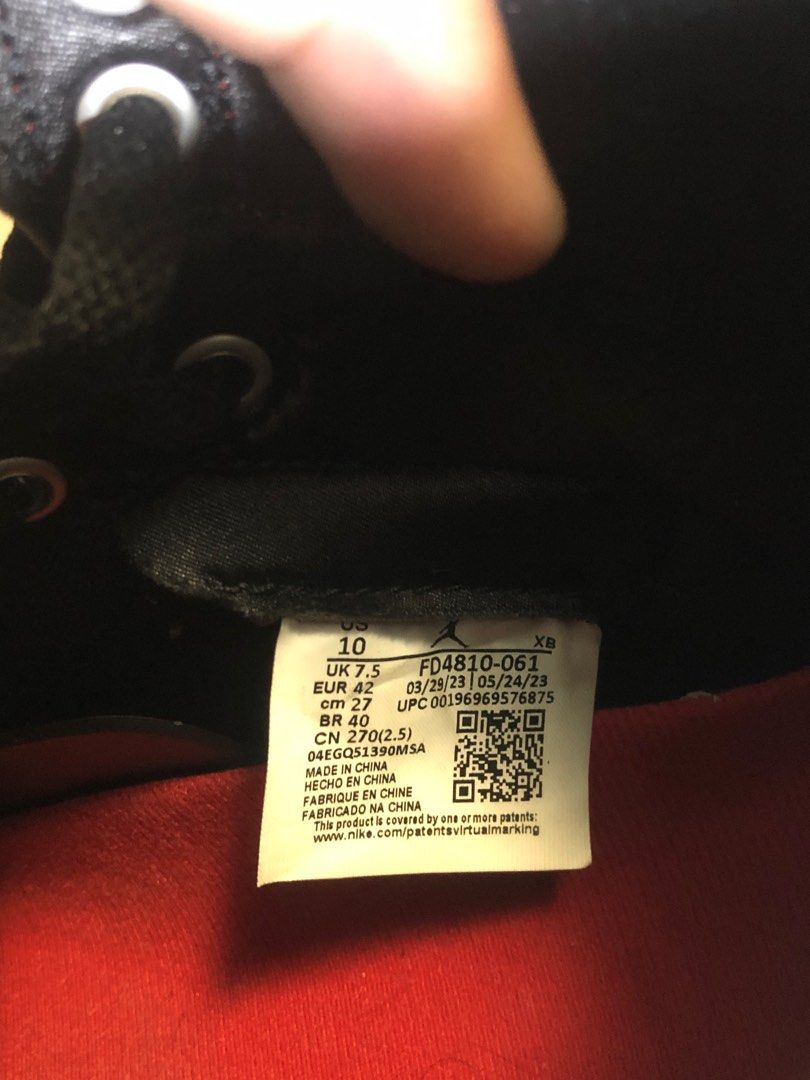 US
10
XB
UK 7.5
FD4810-061
EUR 42
03/29/23 | 05/24/23
cm 27
UPC 00196969576875
BR 40
CN 270(2.5)
04EGQ51390MSA
MADE IN CHINA
HECHO EN CHINA
FABRIQUE EN CHINE
FABRICADO NA CHINA
This product is covered by one or more patents:
www.nike.com/patentsvirtualmarking